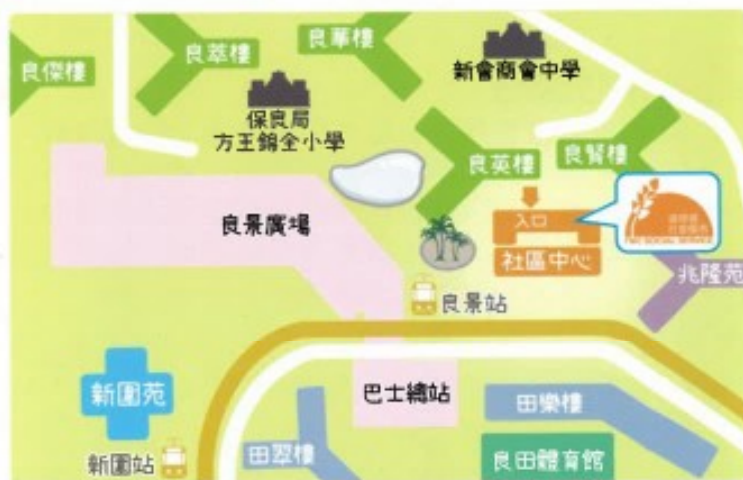 良傑樓
良萃樓
良華樓
新會商會中學
保良局
方王錦全小學
良英樓
良賢樓
良景廣場
入口
社區中心
兆隆苑
良景站
新圍苑
巴士總站
田樂樓
新圍站
田翠樓
良田體育館